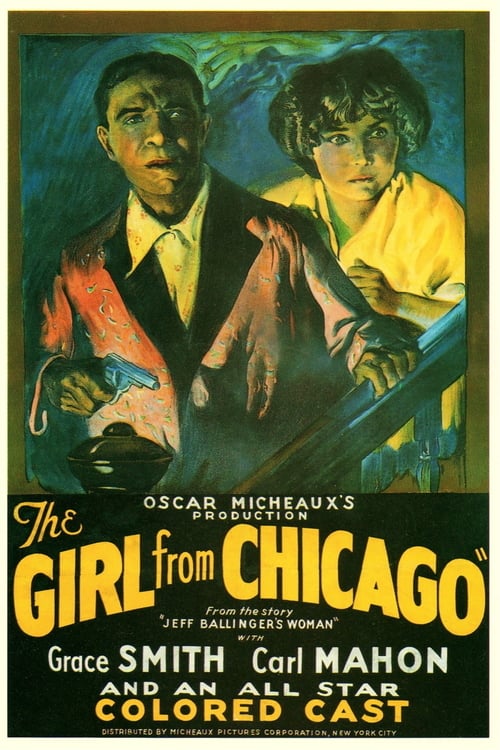 OSCAR MICHEAUX'S
PRODUCTION
The
GIRL from CHICAGO"
From the story
"JEFF BALLINGER'S WOMAN"
WITH
Grace SMITH Carl MAHON
AND AN ALL STAR
COLORED CAST
DISTRIBUTED BY MICHEAUX PICTURES CORPORATION, NEW YORK CITY